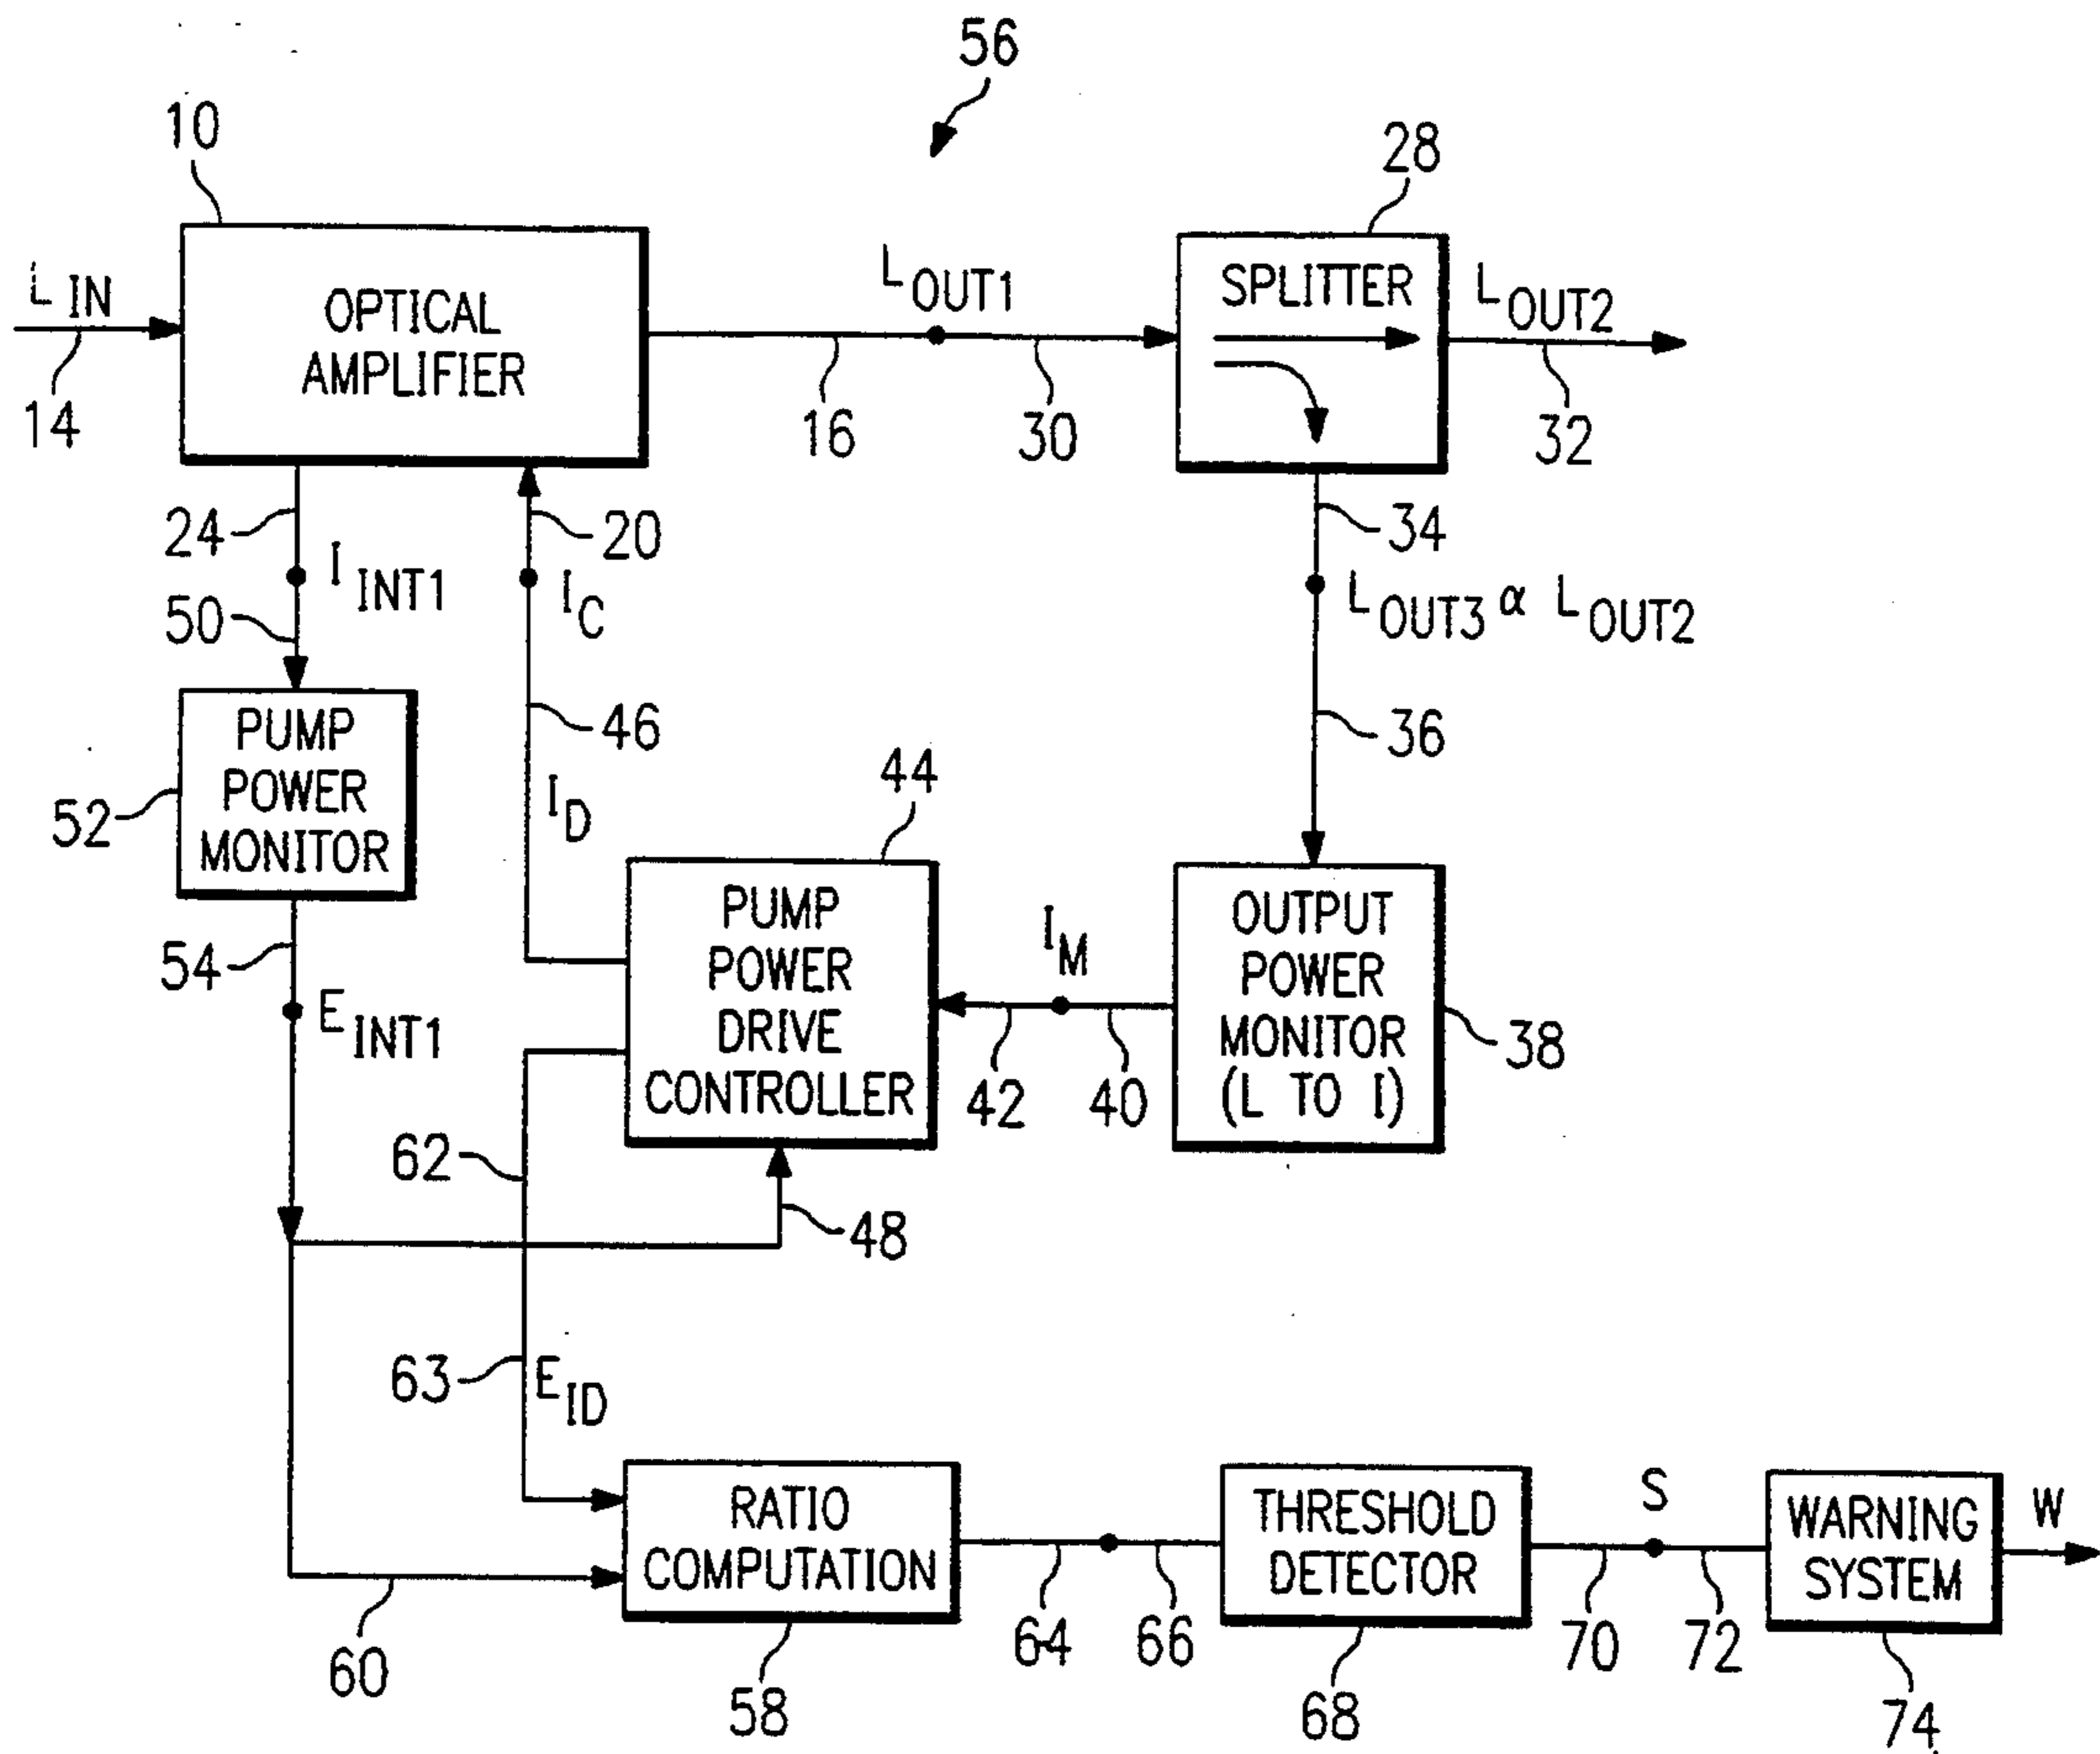 56
10
28
L IN
OPTICAL
AMPLIFIER
L OUT1
SPLITTER
L OUT2
14
16
30
32
24
20
34
I INT1
I C
L OUT3 α L OUT2
50
46
36
PUMP
POWER
MONITOR
52
I D
44
54
PUMP
POWER
DRIVE
CONTROLLER
I M
OUTPUT
POWER
MONITOR
(L TO I)
38
E INT1
42
40
62
48
63
E ID
RATIO
COMPUTATION
THRESHOLD
DETECTOR
S
WARNING
SYSTEM
W
60
58
64
66
68
70
72
74